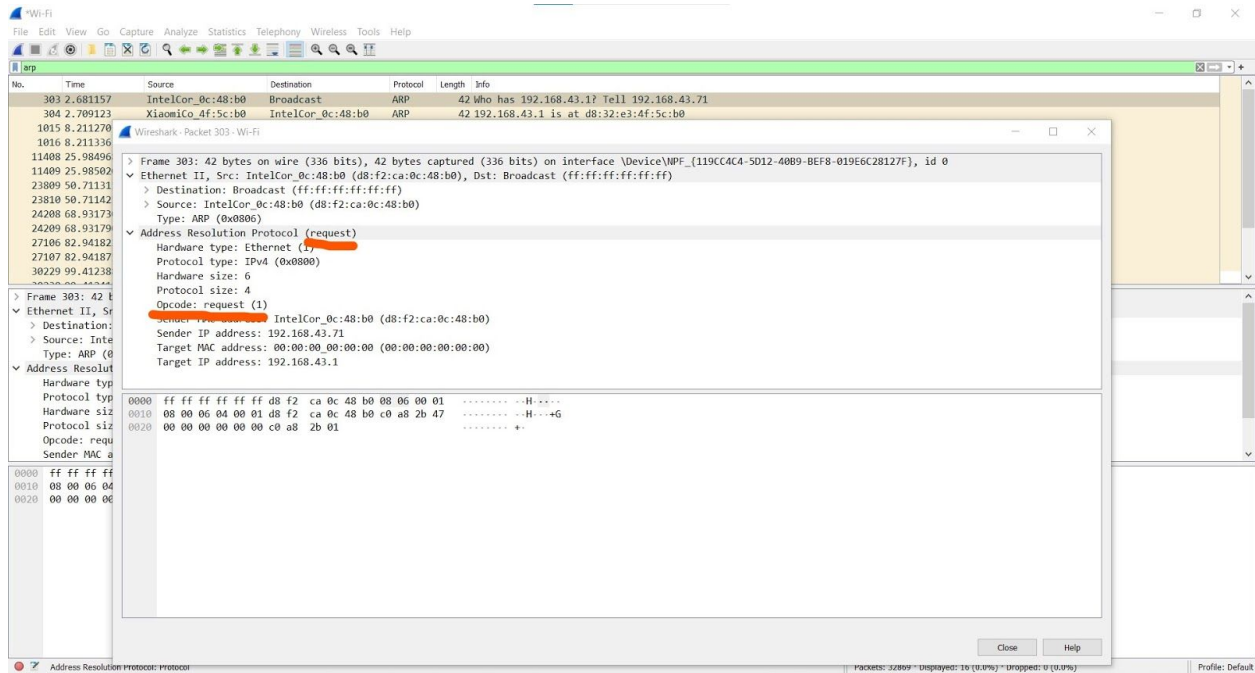 *Wi-Fi
File Edit View Go Capture Analyze Statistics Telephony Wireless Tools Help
arp
No. Time Source Destination Protocol Length Info
303 2.681157 IntelCor_0c:48:b0 Broadcast ARP 42 Who has 192.168.43.1? Tell 192.168.43.71
304 2.709123 XiaomiCo_4f:5c:b0 IntelCor_0c:48:b0 ARP 42 192.168.43.1 is at d8:32:e3:4f:5c:b0
1015 8.211270
1016 8.211336
11408 25.98496
11409 25.98502
23809 50.71131
23810 50.71142
24208 68.93173
24209 68.93179
27106 82.94182
27107 82.94187
30229 99.41238
Wireshark · Packet 303 · Wi-Fi
> Frame 303: 42 bytes on wire (336 bits), 42 bytes captured (336 bits) on interface \Device\NPF_{119CC4C4-5D12-40B9-BEF8-019E6C28127F}, id 0
Ethernet II, Src: IntelCor_0c:48:b0 (d8:f2:ca:0c:48:b0), Dst: Broadcast (ff:ff:ff:ff:ff:ff)
> Destination: Broadcast (ff:ff:ff:ff:ff:ff)
> Source: IntelCor_0c:48:b0 (d8:f2:ca:0c:48:b0)
Type: ARP (0x0806)
Address Resolution Protocol (request)
Hardware type: Ethernet (1)
Protocol type: IPv4 (0x0800)
Hardware size: 6
Protocol size: 4
Opcode: request (1)
Sender MAC address: IntelCor_0c:48:b0 (d8:f2:ca:0c:48:b0)
Sender IP address: 192.168.43.71
Target MAC address: 00:00:00_00:00:00 (00:00:00:00:00:00)
Target IP address: 192.168.43.1
0000 ff ff ff ff ff ff d8 f2 ca 0c 48 b0 08 06 00 01 ········ ··H·····
0010 08 00 06 04 00 01 d8 f2 ca 0c 48 b0 c0 a8 2b 47 ········ ··H···+G
0020 00 00 00 00 00 00 c0 a8 2b 01 ········ +·
Close Help
> Frame 303: 42 b
Ethernet II, Sr
> Destination:
> Source: Inte
Type: ARP (0
Address Resolut
Hardware typ
Protocol typ
Hardware siz
Protocol siz
Opcode: requ
Sender MAC a
0000 ff ff ff ff
0010 08 00 06 04
0020 00 00 00 00
Address Resolution Protocol: Protocol
Packets: 32869 · Displayed: 16 (0.0%) · Dropped: 0 (0.0%)
Profile: Default